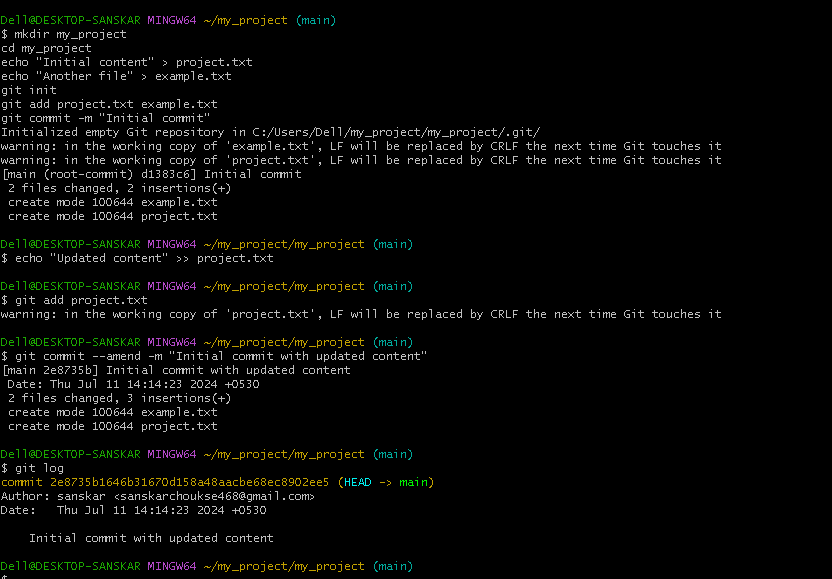 Dell@DESKTOP-SANSKAR MINGW64 ~/my_project (main)
$ mkdir my_project
cd my_project
echo "Initial content" > project.txt
echo "Another file" > example.txt
git init
git add project.txt example.txt
git commit -m "Initial commit"
Initialized empty Git repository in C:/Users/Dell/my_project/my_project/.git/
warning: in the working copy of 'example.txt', LF will be replaced by CRLF the next time Git touches it
warning: in the working copy of 'project.txt', LF will be replaced by CRLF the next time Git touches it
[main (root-commit) d1383c6] Initial commit
 2 files changed, 2 insertions(+)
 create mode 100644 example.txt
 create mode 100644 project.txt

Dell@DESKTOP-SANSKAR MINGW64 ~/my_project/my_project (main)
$ echo "Updated content" >> project.txt

Dell@DESKTOP-SANSKAR MINGW64 ~/my_project/my_project (main)
$ git add project.txt
warning: in the working copy of 'project.txt', LF will be replaced by CRLF the next time Git touches it

Dell@DESKTOP-SANSKAR MINGW64 ~/my_project/my_project (main)
$ git commit --amend -m "Initial commit with updated content"
[main 2e8735b] Initial commit with updated content
 Date: Thu Jul 11 14:14:23 2024 +0530
 2 files changed, 3 insertions(+)
 create mode 100644 example.txt
 create mode 100644 project.txt

Dell@DESKTOP-SANSKAR MINGW64 ~/my_project/my_project (main)
$ git log
commit 2e8735b1646b31670d158a48aacbe68ec8902ee5 (HEAD -> main)
Author: sanskar <sanskarchoukse468@gmail.com>
Date:   Thu Jul 11 14:14:23 2024 +0530

    Initial commit with updated content

Dell@DESKTOP-SANSKAR MINGW64 ~/my_project/my_project (main)
$